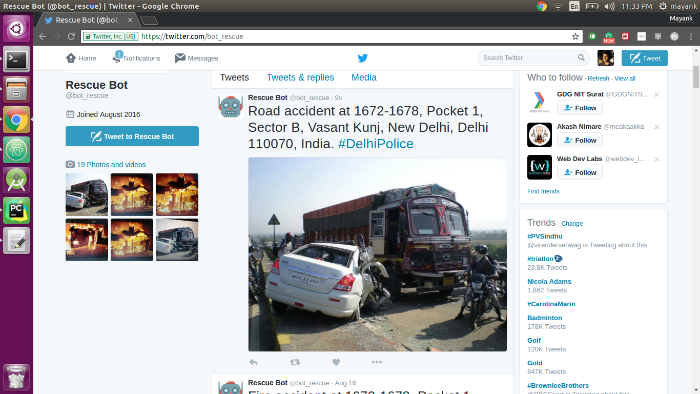 Rescue Bot (@bot_rescue) | Twitter - Google Chrome
En
11:33 PM
mayank
Rescue Bot (@bot
Mayank
Twitter, Inc. [US]
https://twitter.com/bot_rescue
Home
Notifications
Messages
Search Twitter
Tweet
Rescue Bot
@bot_rescue
Joined August 2016
Tweet to Rescue Bot
19 Photos and videos
Tweets
Tweets & replies
Media
Rescue Bot @bot_rescue · 9s
Road accident at 1672-1678, Pocket 1,
Sector B, Vasant Kunj, New Delhi, Delhi
110070, India. #DelhiPolice
Rescue Bot @bot_rescue · Aug 16
Fire accident at 1672-1678, Pocket 1,
Who to follow · Refresh · View all
GDG NIT Surat @GDGNITS...
Follow
Akash Nimare @meakaakka
Follow
Web Dev Labs @webdev_l...
Follow
Find friends
Trends · Change
#PVSindhu
@virendersehwag is Tweeting about this
#triatlon
23.8K Tweets
Nicola Adams
1,862 Tweets
#CarolinaMarin
Badminton
178K Tweets
Golf
120K Tweets
Gold
847K Tweets
#BrownieBrothers